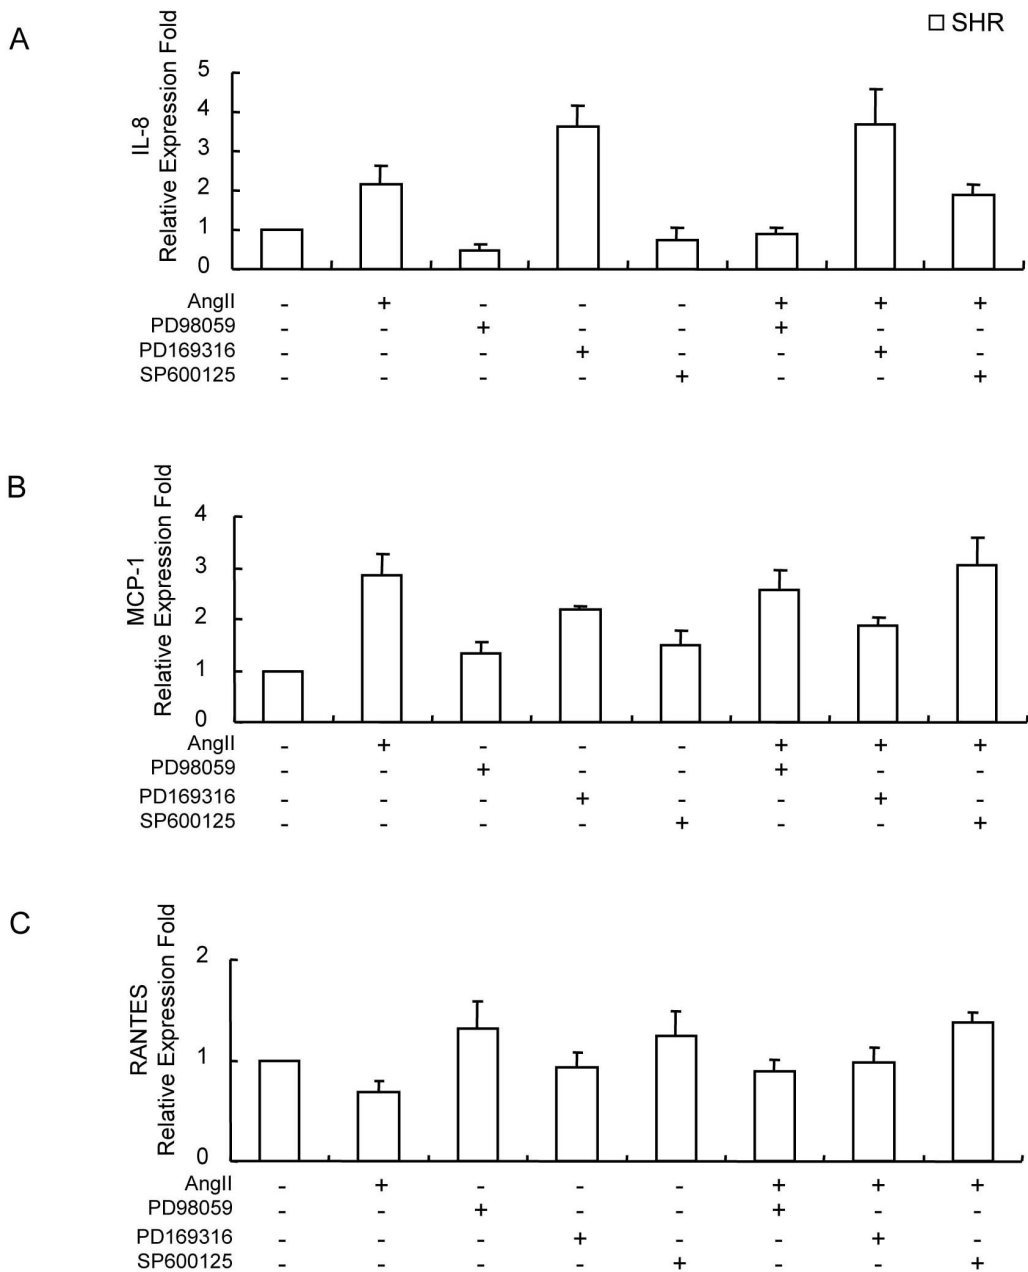 SHR
A
IL-8
Relative Expression Fold
5
4
3
2
1
0
AngII - + - - - + + +
PD98059 - - + - - + - -
PD169316 - - - + - - + -
SP600125 - - - - + - - +
B
MCP-1
Relative Expression Fold
4
3
2
1
0
AngII - + - - - + + +
PD98059 - - + - - + - -
PD169316 - - - + - - + -
SP600125 - - - - + - - +
C
RANTES
Relative Expression Fold
2
1
0
AngII - + - - - + + +
PD98059 - - + - - + - -
PD169316 - - - + - - + -
SP600125 - - - - + - - +